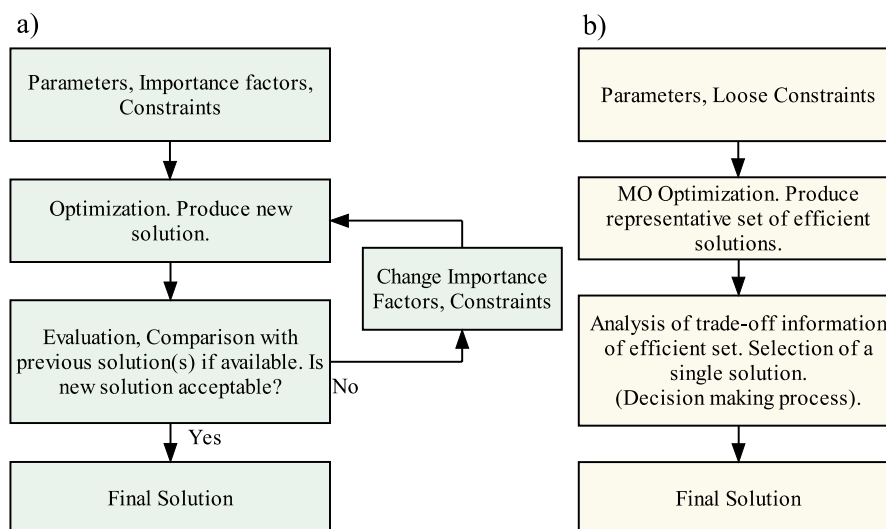 a)
Parameters, Importance factors,
Constraints
Optimization. Produce new
solution.
Change Importance
Factors, Constraints
Evaluation, Comparison with
previous solution(s) if available. Is
new solution acceptable?
No
Yes
Final Solution
b)
Parameters, Loose Constraints
MO Optimization. Produce
representative set of efficient
solutions.
Analysis of trade-off information
of efficient set. Selection of a
single solution.
(Decision making process).
Final Solution